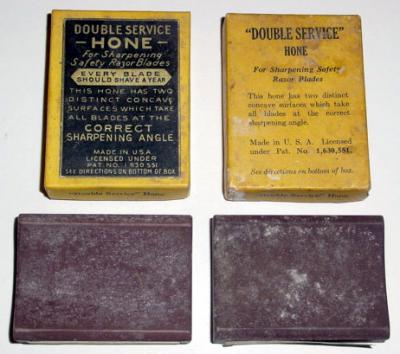 DOUBLE SERVICE
- HONE -
For Sharpening
Safety Razor Blades
EVERY BLADE
SHOULD SHAVE A YEAR
THIS HONE HAS TWO
DISTINCT CONCAVE
SURFACES WHICH TAKE
ALL BLADES AT THE
CORRECT
SHARPENING ANGLE
MADE IN U.S.A.
LICENSED UNDER
PAT. NO. 1 630 551
SEE DIRECTIONS ON BOTTOM OF BOX
"Double Service" Hone
"DOUBLE SERVICE"
HONE
For Sharpening Safety
Razor Blades
This hone has two distinct
concave surfaces which take
all blades at the correct
sharpening angle.
Made in U. S. A. Licensed
under Pat. No. 1,630,551.
See directions on bottom of box.